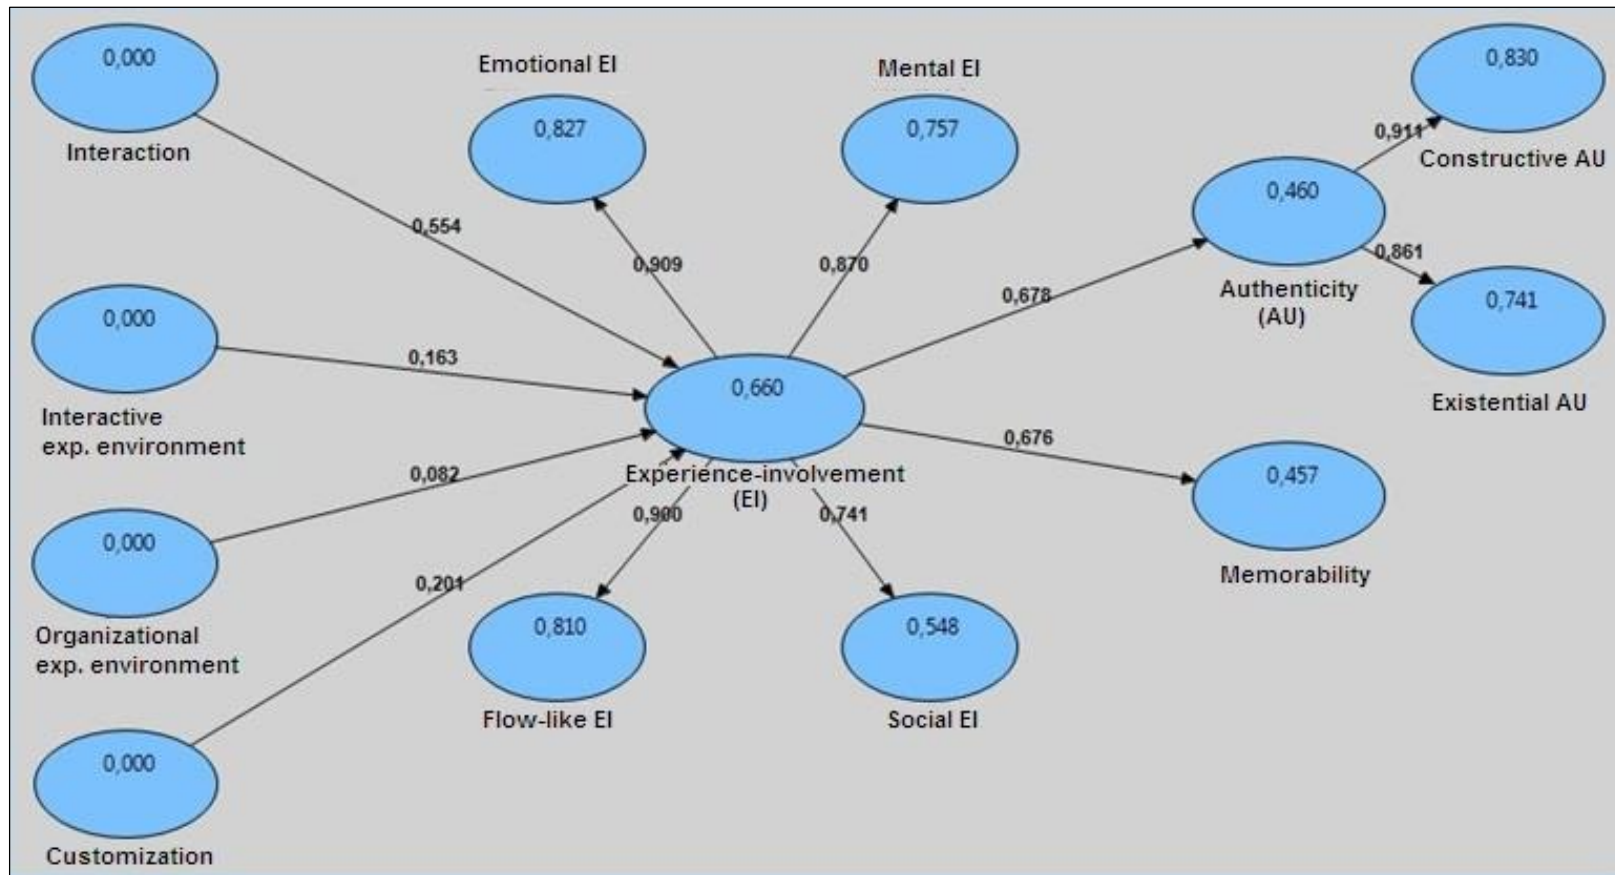 0,000
Interaction
Emotional EI
0,827
Mental EI
0,757
0,830
Constructive AU
0,911
0,460
Authenticity
(AU)
0,861
0,741
Existential AU
0,554
0,909
0,870
0,678
0,000
Interactive
exp. environment
0,163
0,660
Experience-involvement
(EI)
0,676
0,457
Memorability
0,082
0,000
Organizational
exp. environment
0,900
0,741
0,201
0,810
Flow-like EI
0,548
Social EI
0,000
Customization